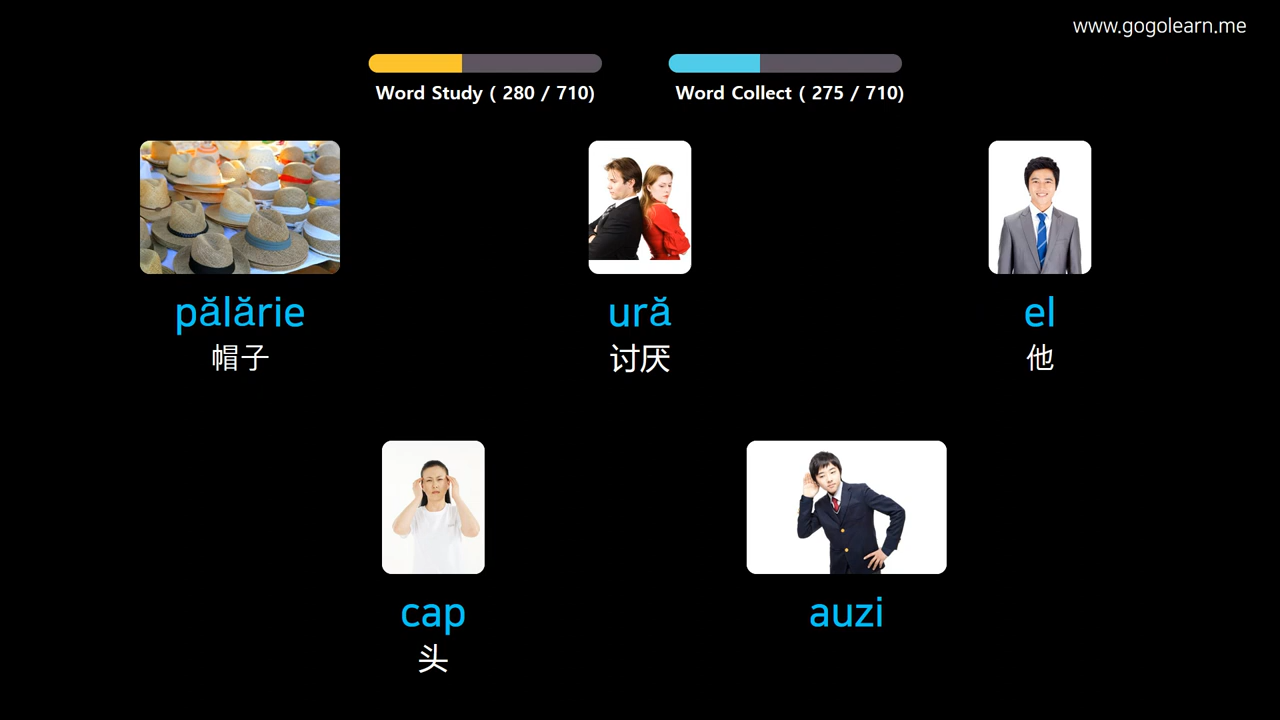 www.gogolearn.me
Word Study ( 280 / 710)
Word Collect ( 275 / 710)
pălărie
帽子
ură
讨厌
el
他
cap
头
auzi